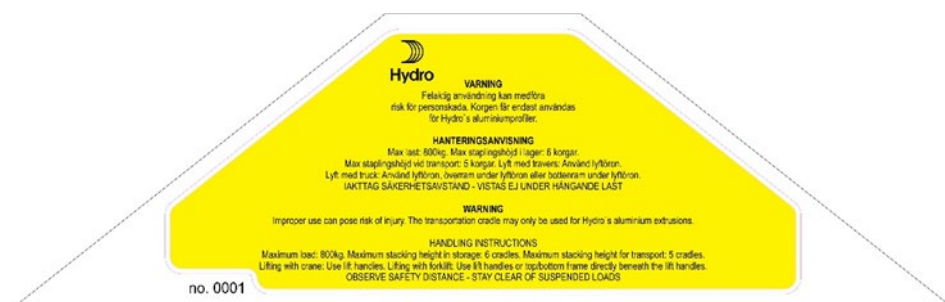 Hydro
VARNING
Felaktig användning kan medföra
risk för personskada. Korgen får endast användas
för Hydro`s aluminiumprofiler.
HANTERINGSANVISNING
Max last: 800kg. Max staplingshöjd i lager: 6 korgar.
Max staplingshöjd vid transport: 5 korgar. Lyft med travers: Använd lyftöron.
Lyft med truck: Använd lyftöron, överram under lyftöron eller bottenram under lyftöron.
IAKTTAG SÄKERHETSAVSTAND - VISTAS EJ UNDER HÄNGANDE LAST
WARNING
Improper use can pose risk of injury. The transportation cradle may only be used for Hydro`s aluminium extrusions.
HANDLING INSTRUCTIONS
Maximum load: 800kg. Maximum stacking height in storage: 6 cradles. Maximum stacking height for transport: 5 cradles.
Lifting with crane: Use lift handles. Lifting with forklift: Use lift handles or top/bottom frame directly beneath the lift handles.
OBSERVE SAFETY DISTANCE - STAY CLEAR OF SUSPENDED LOADS
no. 0001